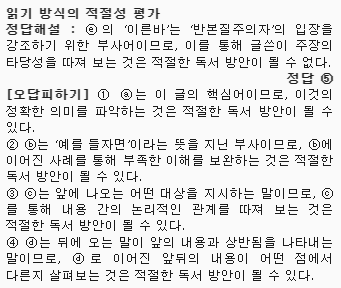 읽기 방식의 적절성 평가
정답해설 : ⓔ의 '이른바'는 '반본질주의자'의 입장을
강조하기 위한 부사어이므로, 이를 통해 글쓴이 주장의
타당성을 따져 보는 것은 적절한 독서 방안이 될 수 없다.
정답 ⑤
[오답피하기] ① ⓐ는 이 글의 핵심어이므로, 이것의
정확한 의미를 파악하는 것은 적절한 독서 방안이 될 수
있다.
② ⓑ는 '예를 들자면'이라는 뜻을 지닌 부사이므로, ⓑ에
이어진 사례를 통해 부족한 이해를 보완하는 것은 적절한
독서 방안이 될 수 있다.
③ ⓒ는 앞에 나오는 어떤 대상을 지시하는 말이므로, ⓒ
를 통해 내용 간의 논리적인 관계를 따져 보는 것은
적절한 독서 방안이 될 수 있다.
④ ⓓ는 뒤에 오는 말이 앞의 내용과 상반됨을 나타내는
말이므로, ⓓ로 이어진 앞뒤의 내용이 어떤 점에서
다른지 살펴보는 것은 적절한 독서 방안이 될 수 있다.